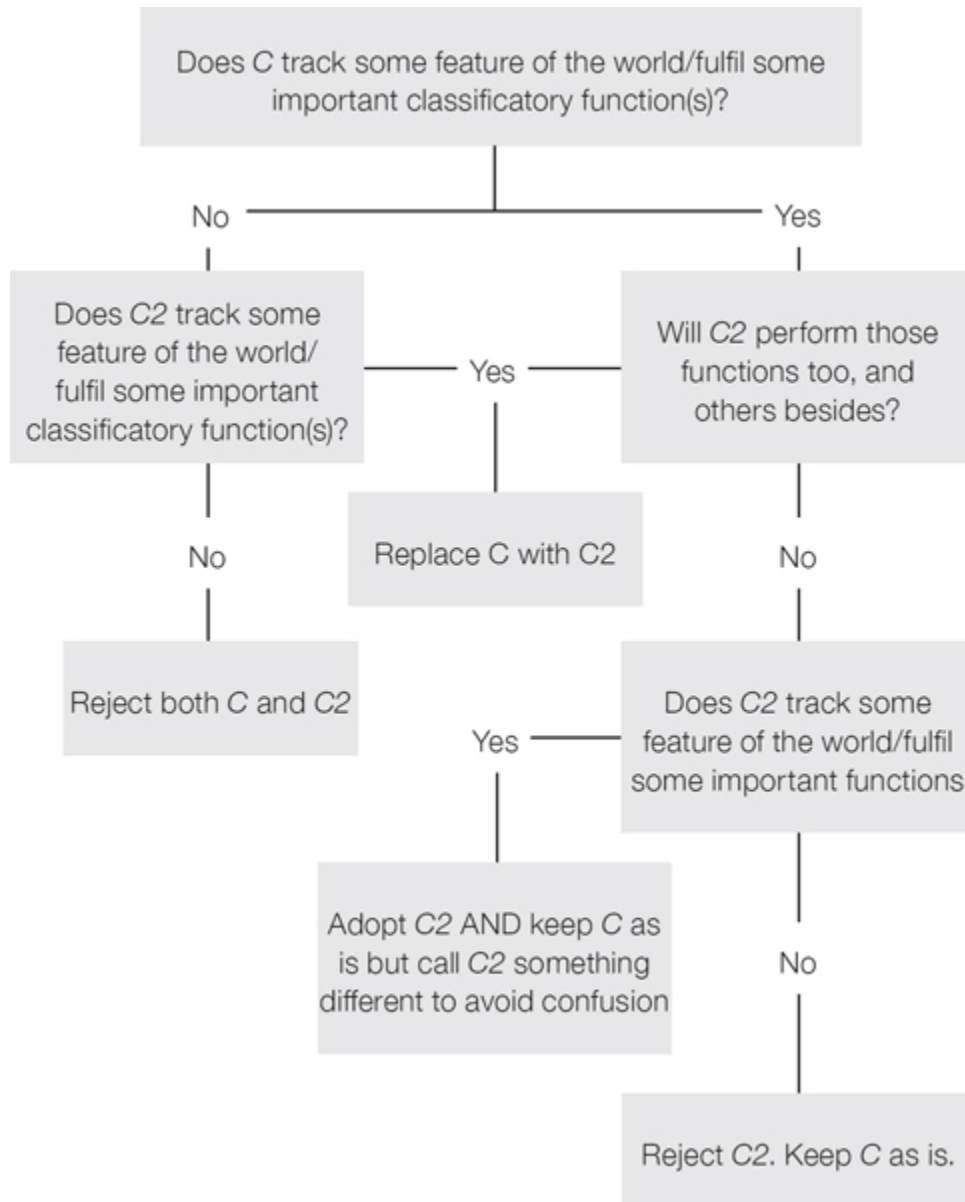 Does C track some feature of the world/fulfil some
important classificatory function(s)?
No
Yes
Does C2 track some
feature of the world/
fulfil some important
classificatory function(s)?
Yes
Will C2 perform those
functions too, and
others besides?
No
Replace C with C2
No
Reject both C and C2
Yes
Does C2 track some
feature of the world/fulfil
some important functions
Adopt C2 AND keep C as
is but call C2 something
different to avoid confusion
No
Reject C2. Keep C as is.